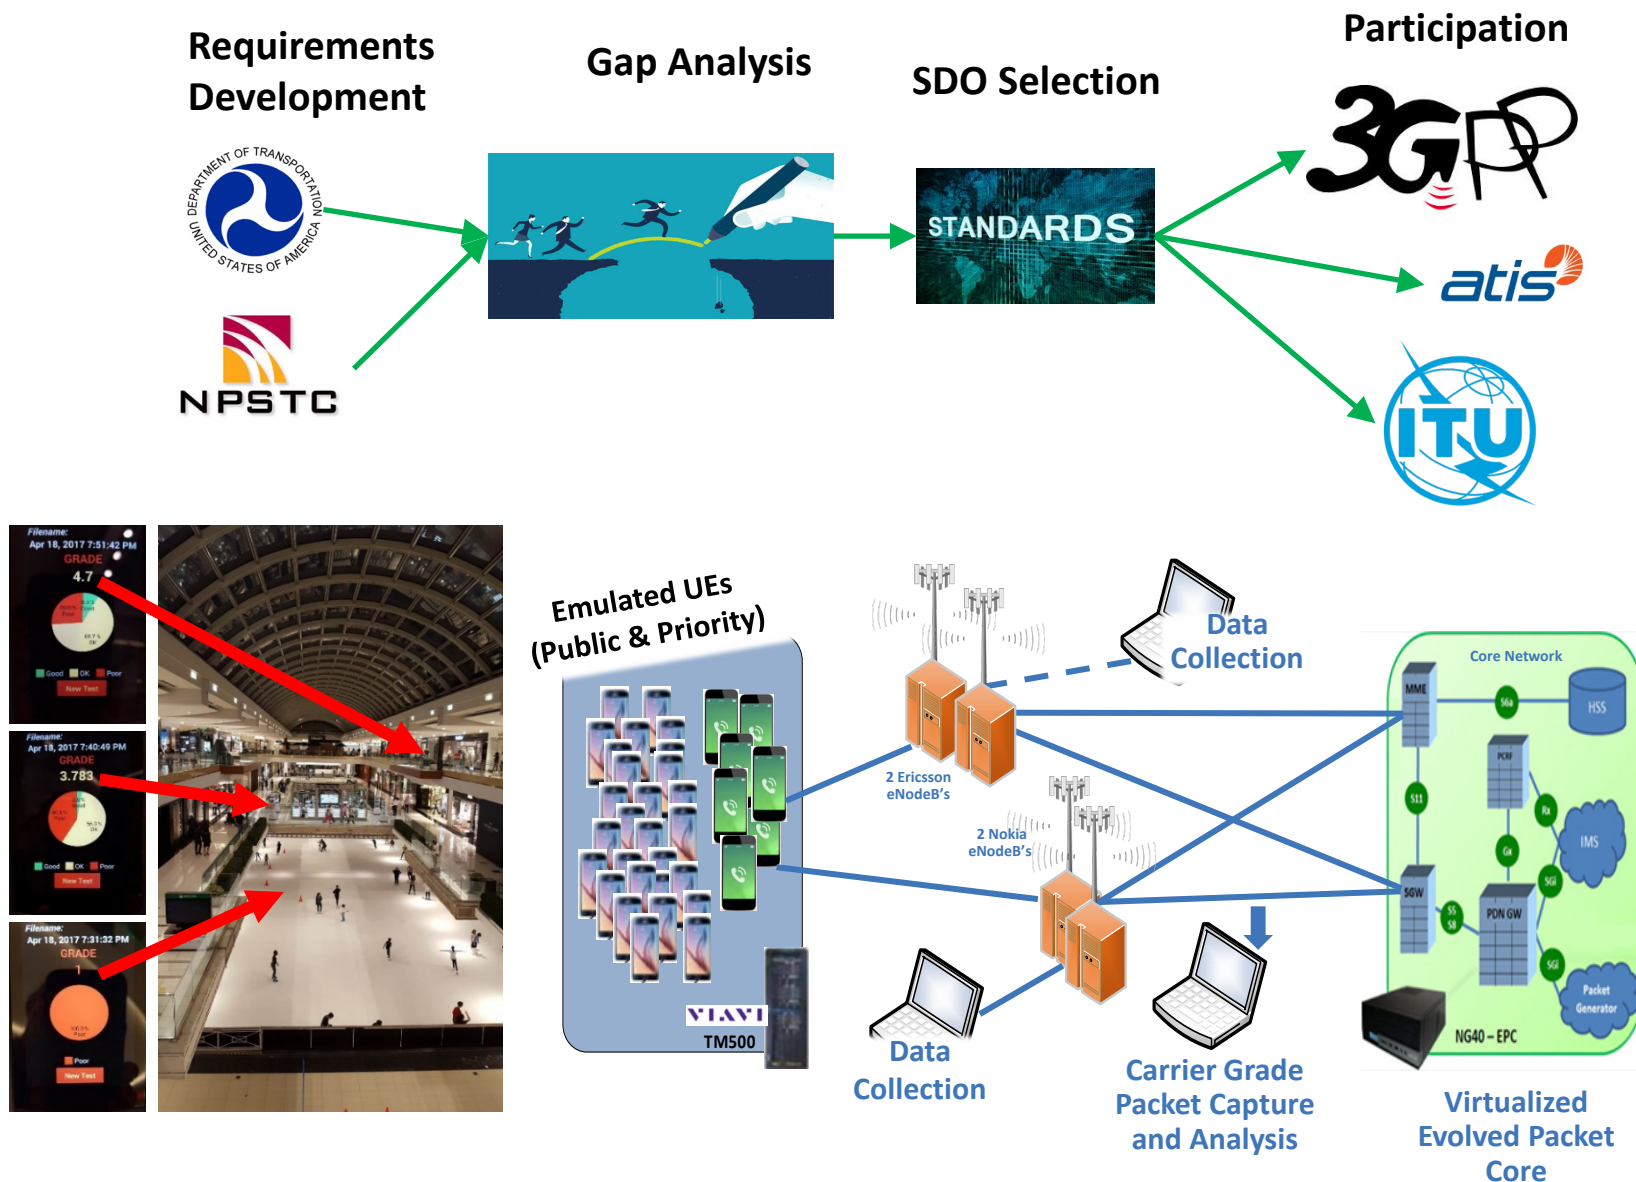 Requirements
Development
Gap Analysis
SDO Selection
Participation
DEPARTMENT OF TRANSPORTATION
UNITED STATES OF AMERICA
NPSTC
STANDARDS
3GPP
atis
ITU
Filename:
Apr 18, 2017 7:51:42 PM
GRADE
4.7
Good OK Poor
New Test
Filename:
Apr 18, 2017 7:40:49 PM
GRADE
3.783
Good OK Poor
New Test
Filename:
Apr 18, 2017 7:31:32 PM
GRADE
1
Poor
New Test
Emulated UEs
(Public & Priority)
VIAVI
TM500
2 Ericsson
eNodeB's
2 Nokia
eNodeB's
Data
Collection
Data
Collection
Carrier Grade
Packet Capture
and Analysis
Core Network
MME
S6a
HSS
PCRF
S11
Rx
Gx
IMS
SGi
SGW
S5
S8
PDN GW
SGi
Packet
Generator
NG40 – EPC
Virtualized
Evolved Packet
Core